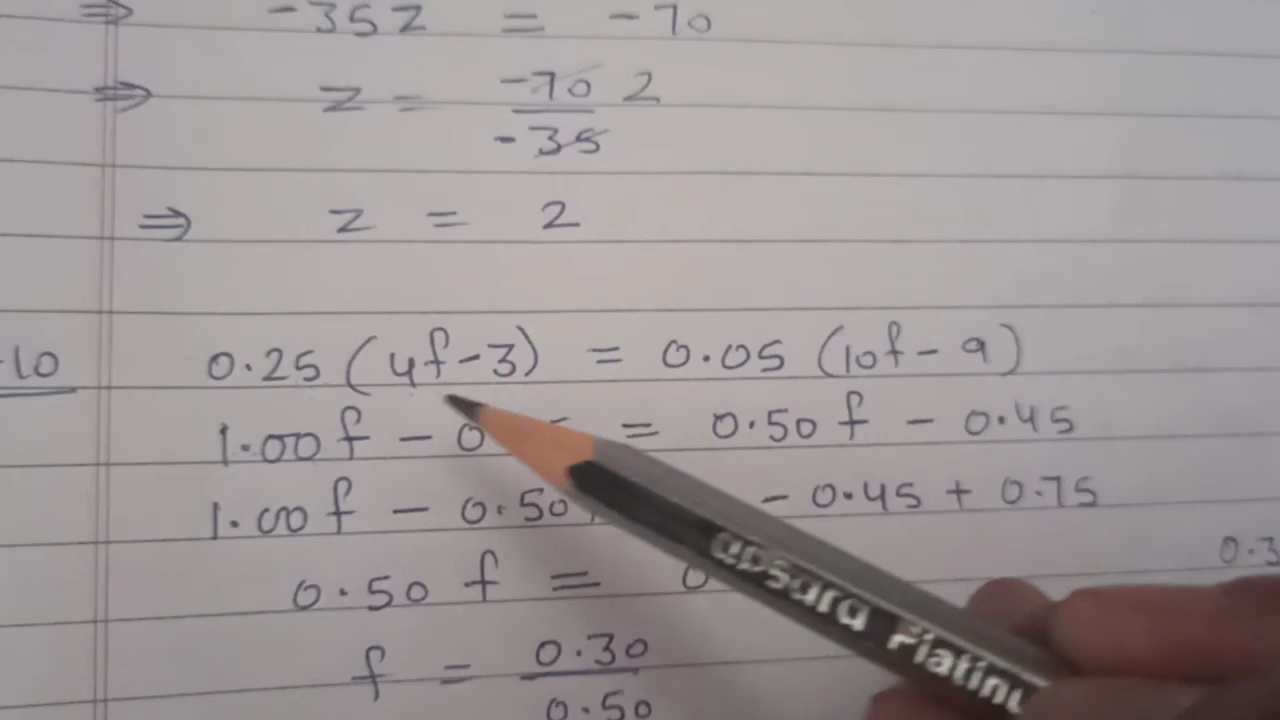 ⇒ -35z = -70
⇒ z = -70 2
-35
⇒ z = 2
10 0.25 (4f-3) = 0.05 (10f-9)
1.00f - 0 = 0.50f - 0.45
1.00f - 0.50 - 0.45 + 0.75
0.3
0.50 f = 0
f = 0.30
0.50
apsara Platinu